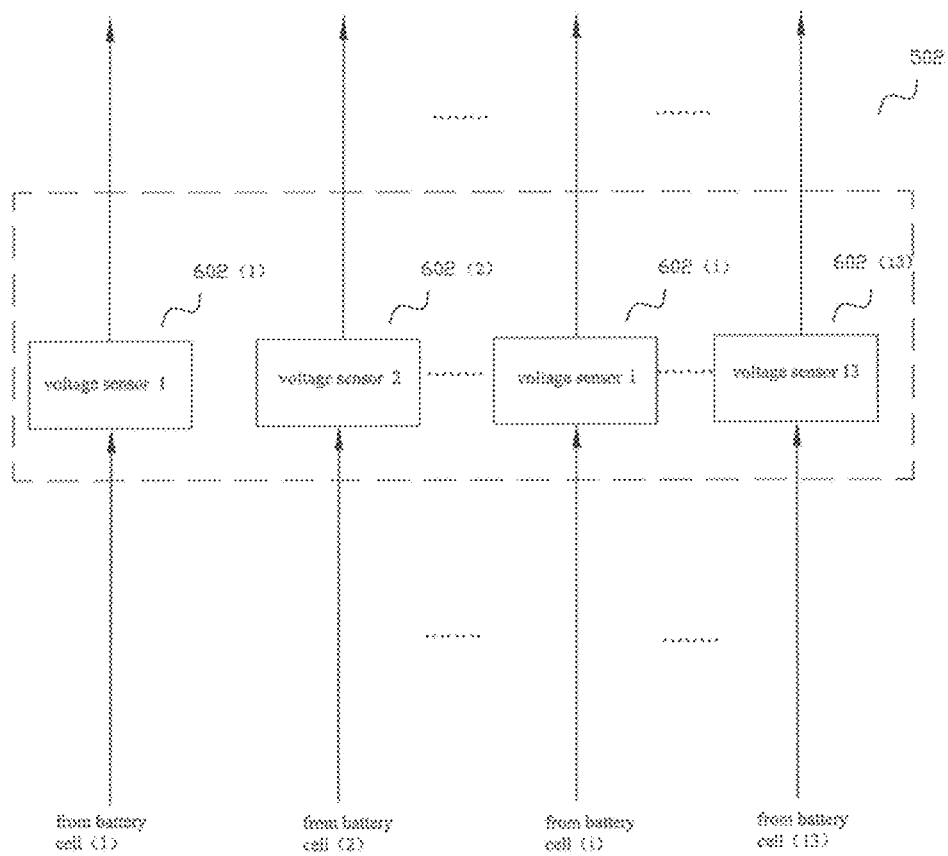 502
602 (1)
602 (2)
602 (i)
602 (13)
voltage sensor 1
voltage sensor 2
voltage sensor i
voltage sensor 13
from battery
cell (1)
from battery
cell (2)
from battery
cell (i)
from battery
cell (13)